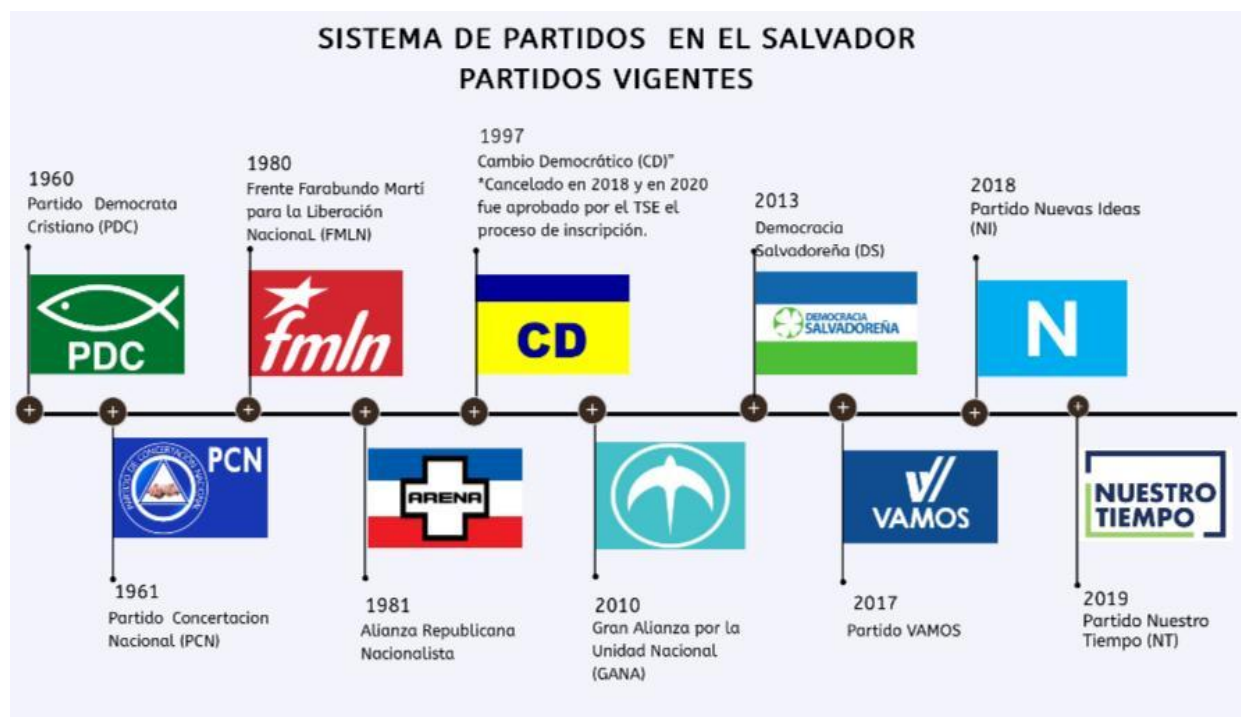 SISTEMA DE PARTIDOS EN EL SALVADOR
PARTIDOS VIGENTES
1960
Partido Democrata
Cristiano (PDC)
PDC
1980
Frente Farabundo Martí
para la Liberación
NacionaL (FMLN)
fmln
1997
Cambio Democrático (CD)"
*Cancelado en 2018 y en 2020
fue aprobado por el TSE el
proceso de inscripción.
CD
2013
Democracia
Salvadoreña (DS)
DEMOCRACIA
SALVADOREÑA
2018
Partido Nuevas Ideas
(NI)
N
PARTIDO DE CONCERTACIÓN NACIONAL
PCN
1961
Partido Concertacion
Nacional (PCN)
ARENA
1981
Alianza Republicana
Nacionalista
2010
Gran Alianza por la
Unidad Nacional
(GANA)
VAMOS
2017
Partido VAMOS
NUESTRO
TIEMPO
2019
Partido Nuestro
Tiempo (NT)